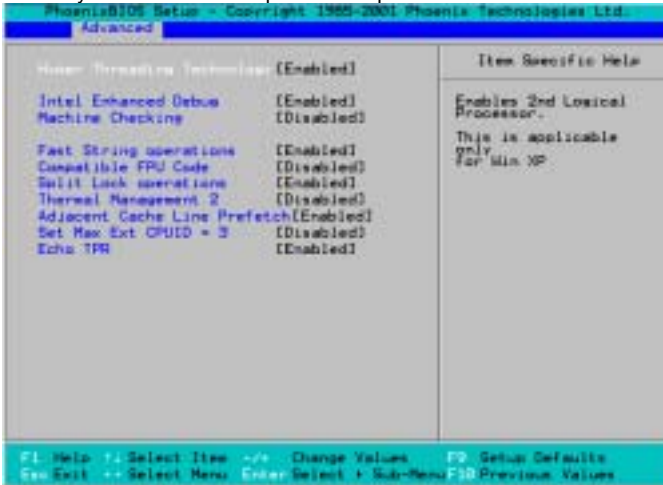 PhoenixBIOS Setup - Copyright 1985-2001 Phoenix Technologies Ltd.
Advanced
Hyper Threading Technology [Enabled]
Item Specific Help
Intel Enhanced Debug [Enabled]
Machine Checking [Disabled]
Fast String operations [Enabled]
Compatible FPU Code [Disabled]
Split Lock operations [Enabled]
Thermal Management 2 [Disabled]
Adjacent Cache Line Prefetch[Enabled]
Set Max Ext CPUID = 3 [Disabled]
Echo TPR [Enabled]
Enables 2nd Logical
Processor.
This is applicable
only
for Win XP
F1 Help ↑↓ Select Item -/+ Change Values F9 Setup Defaults
Esc Exit ↔ Select Menu Enter Select ▸ Sub-Menu F10 Previous Values